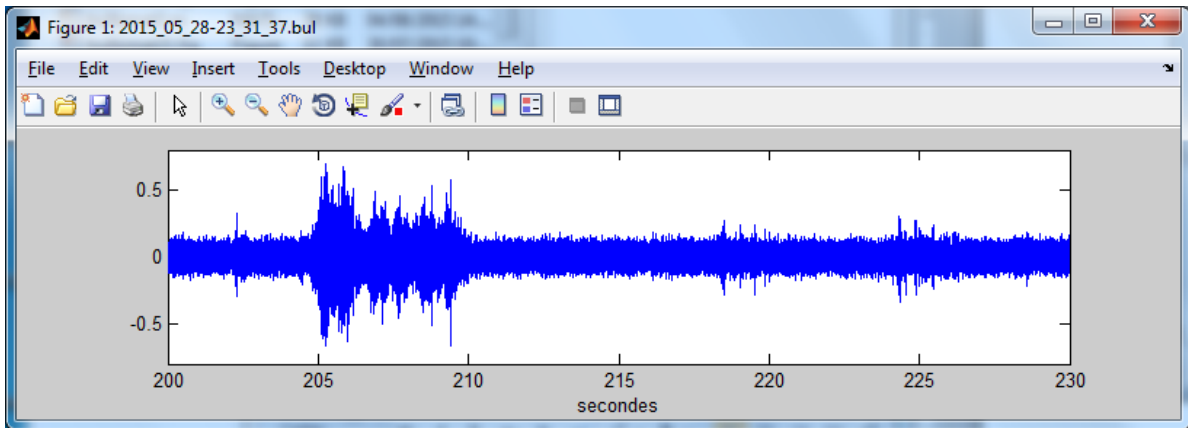 Figure 1: 2015_05_28-23_31_37.bul
File Edit View Insert Tools Desktop Window Help
0.5
0
-0.5
200 205 210 215 220 225 230
secondes